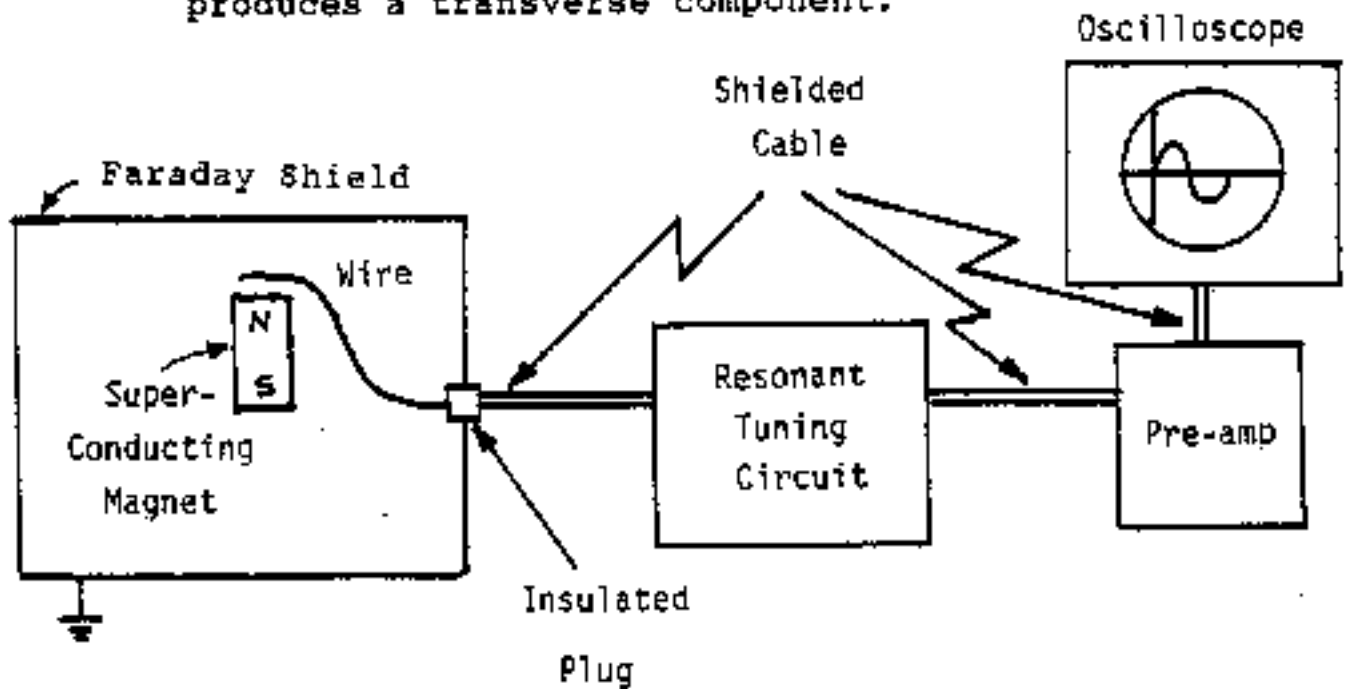 produces a transverse component.
Oscilloscope
Shielded
Cable
Faraday Shield
Wire
N
S
Super-
Conducting
Magnet
Resonant
Tuning
Circuit
Pre-amp
Insulated
Plug